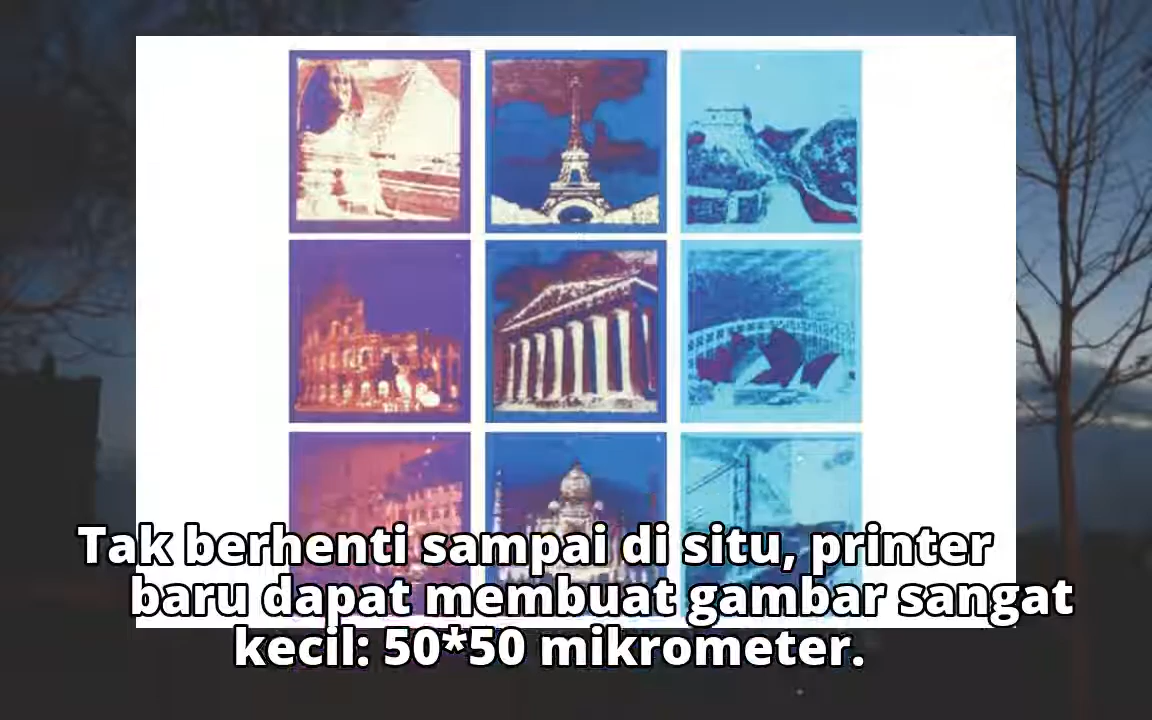 Tak berhenti sampai di situ, printer
baru dapat membuat gambar sangat
kecil: 50*50 mikrometer.